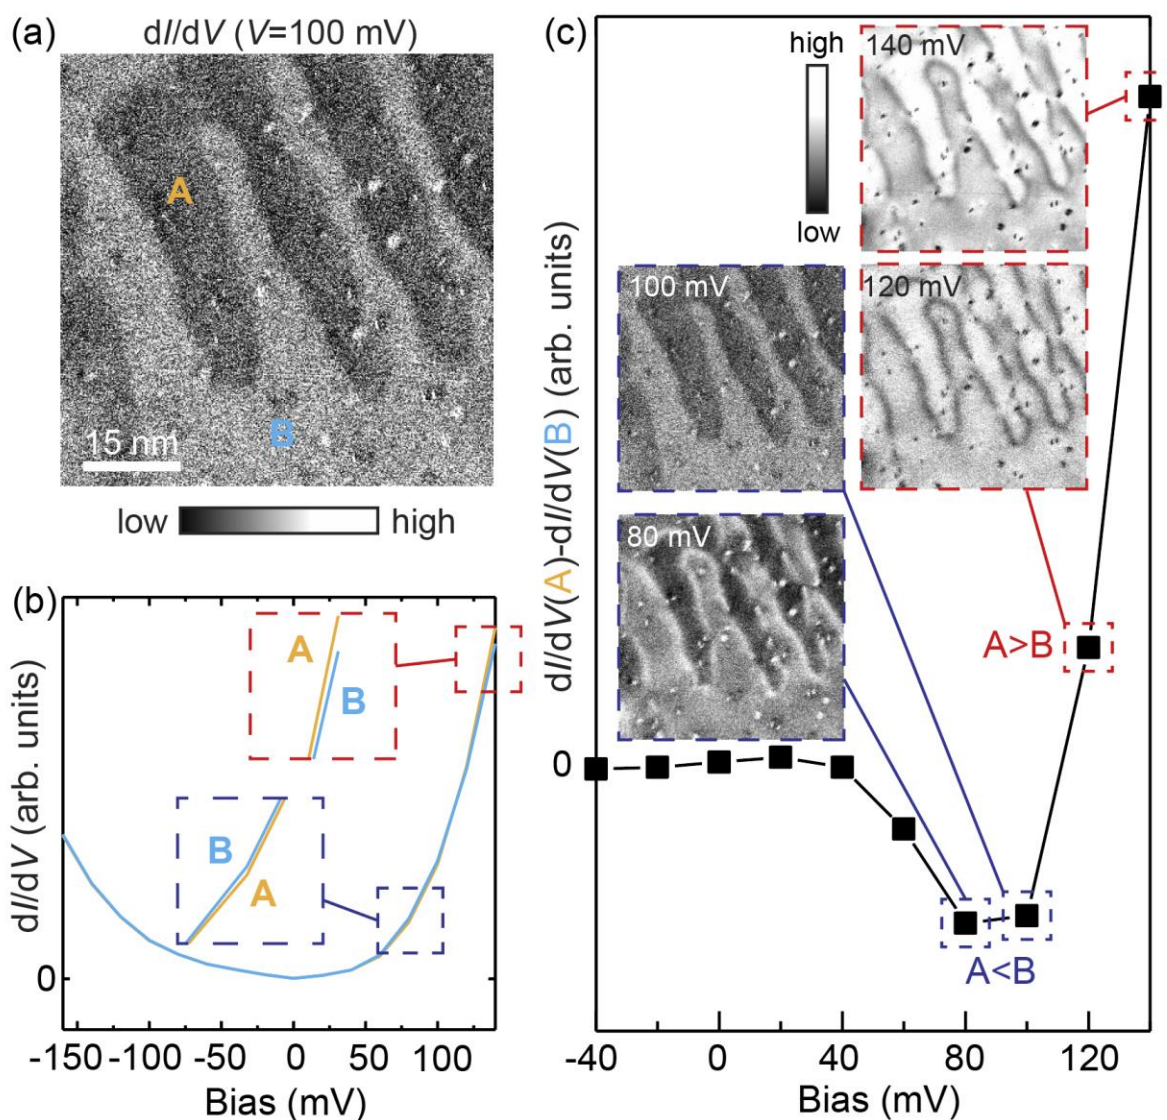 (a)
dI/dV (V=100 mV)
A
B
15 nm
low
high
(b)
dI/dV (arb. units)
0
A
B
B
A
-150
-100
-50
0
50
100
Bias (mV)
(c)
dI/dV(A)-dI/dV(B) (arb. units)
high
low
140 mV
100 mV
120 mV
80 mV
A>B
0
A<B
-40
0
40
80
120
Bias (mV)